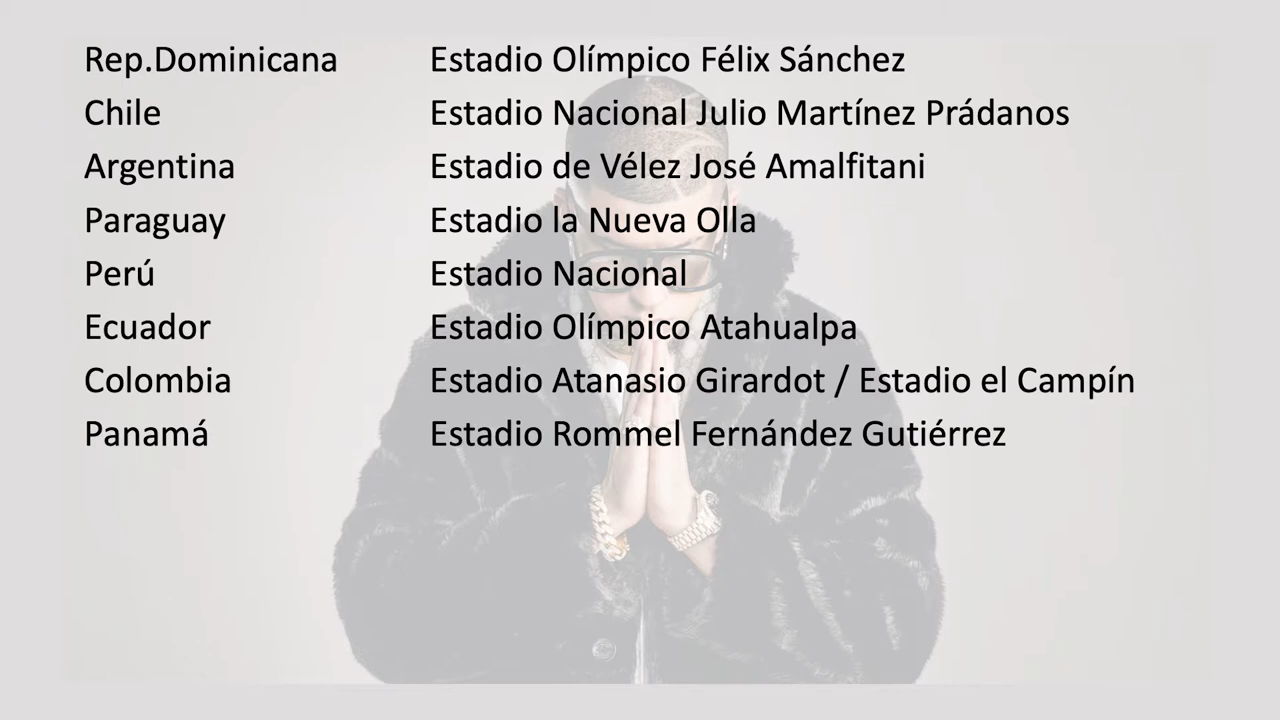 Rep.Dominicana Estadio Olímpico Félix Sánchez
Chile Estadio Nacional Julio Martínez Prádanos
Argentina Estadio de Vélez José Amalfitani
Paraguay Estadio la Nueva Olla
Perú Estadio Nacional
Ecuador Estadio Olímpico Atahualpa
Colombia Estadio Atanasio Girardot / Estadio el Campín
Panamá Estadio Rommel Fernández Gutiérrez